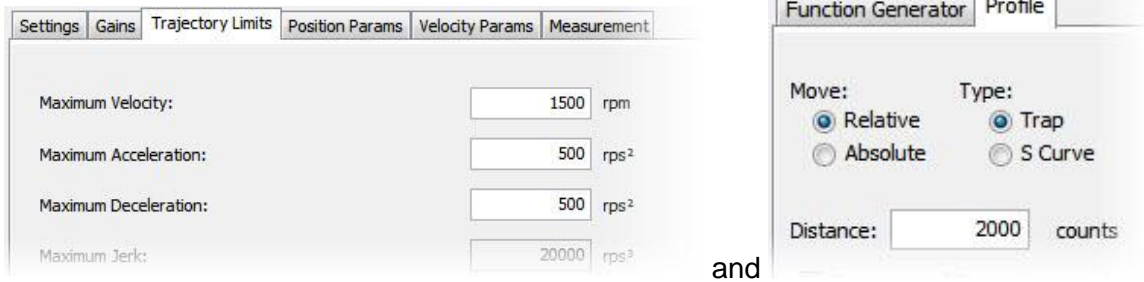 Settings Gains Trajectory Limits Position Params Velocity Params Measurement
Maximum Velocity: 1500 rpm
Maximum Acceleration: 500 rps²
Maximum Deceleration: 500 rps²
Maximum Jerk: 20000 rps³
and
Function Generator Profile
Move: Type:
Relative Trap
Absolute S Curve
Distance: 2000 counts